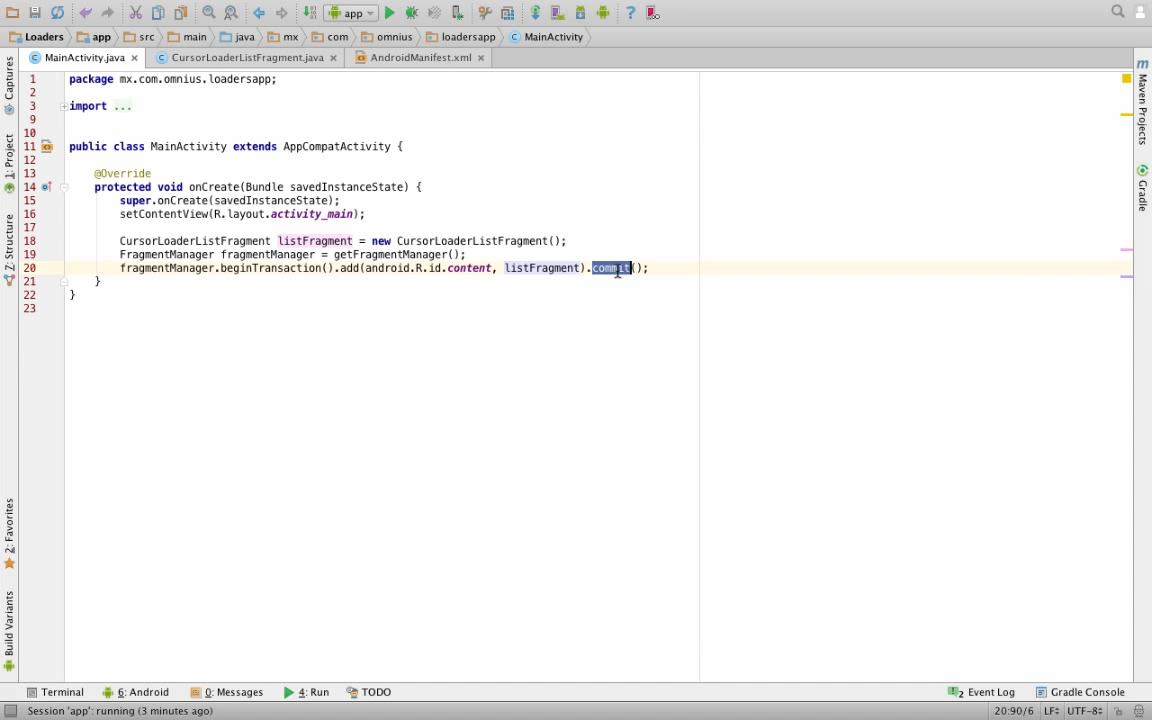 app
Loaders app src main java mx com omnius loadersapp MainActivity
MainActivity.java CursorLoaderListFragment.java AndroidManifest.xml
1 package mx.com.omnius.loadersapp;
2
3 import ...
9
10
11 public class MainActivity extends AppCompatActivity {
12
13 @Override
14 protected void onCreate(Bundle savedInstanceState) {
15 super.onCreate(savedInstanceState);
16 setContentView(R.layout.activity_main);
17
18 CursorLoaderListFragment listFragment = new CursorLoaderListFragment();
19 FragmentManager fragmentManager = getFragmentManager();
20 fragmentManager.beginTransaction().add(android.R.id.content, listFragment).commit();
21 }
22 }
23
Captures
1: Project
7: Structure
2: Favorites
Build Variants
Maven Projects
Gradle
Terminal 6: Android 0: Messages 4: Run TODO 2 Event Log Gradle Console
Session 'app': running (3 minutes ago) 20:90/6 LF UTF-8